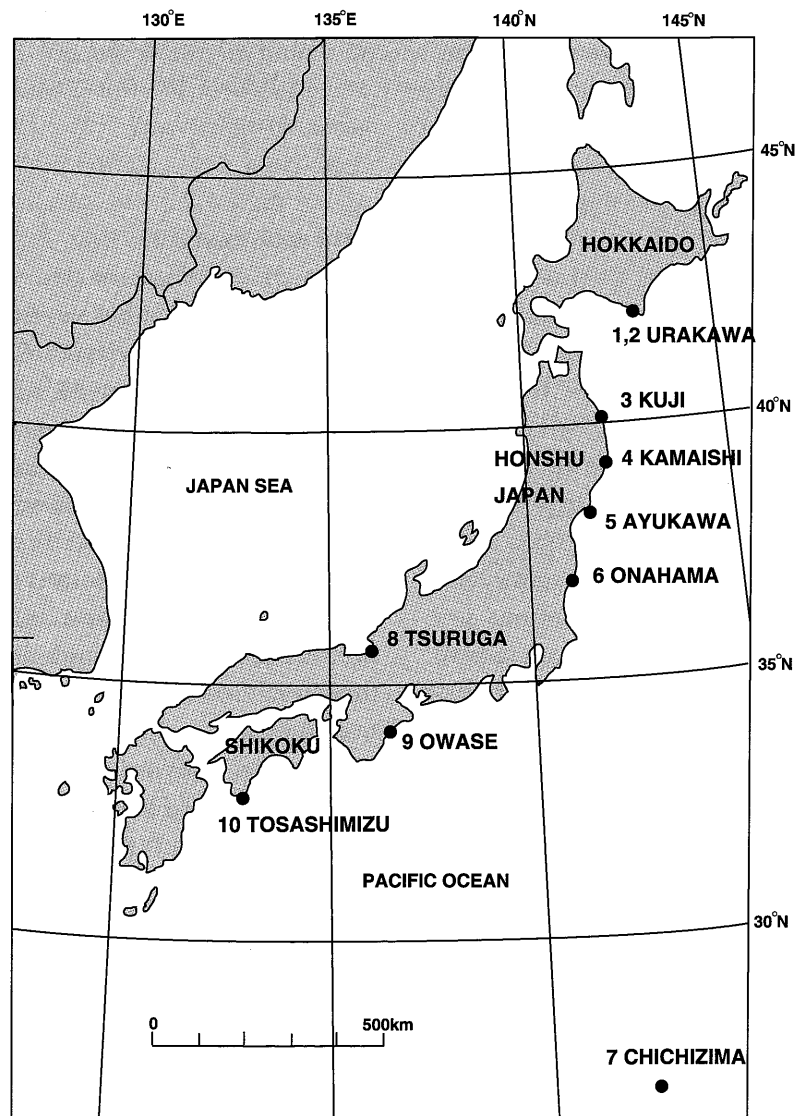 130°E
135°E
140°N
145°N
45°N
HOKKAIDO
1,2 URAKAWA
40°N
3 KUJI
HONSHU
4 KAMAISHI
JAPAN SEA
JAPAN
5 AYUKAWA
6 ONAHAMA
8 TSURUGA
35°N
SHIKOKU
9 OWASE
10 TOSASHIMIZU
PACIFIC OCEAN
30°N
0
500km
7 CHICHIZIMA